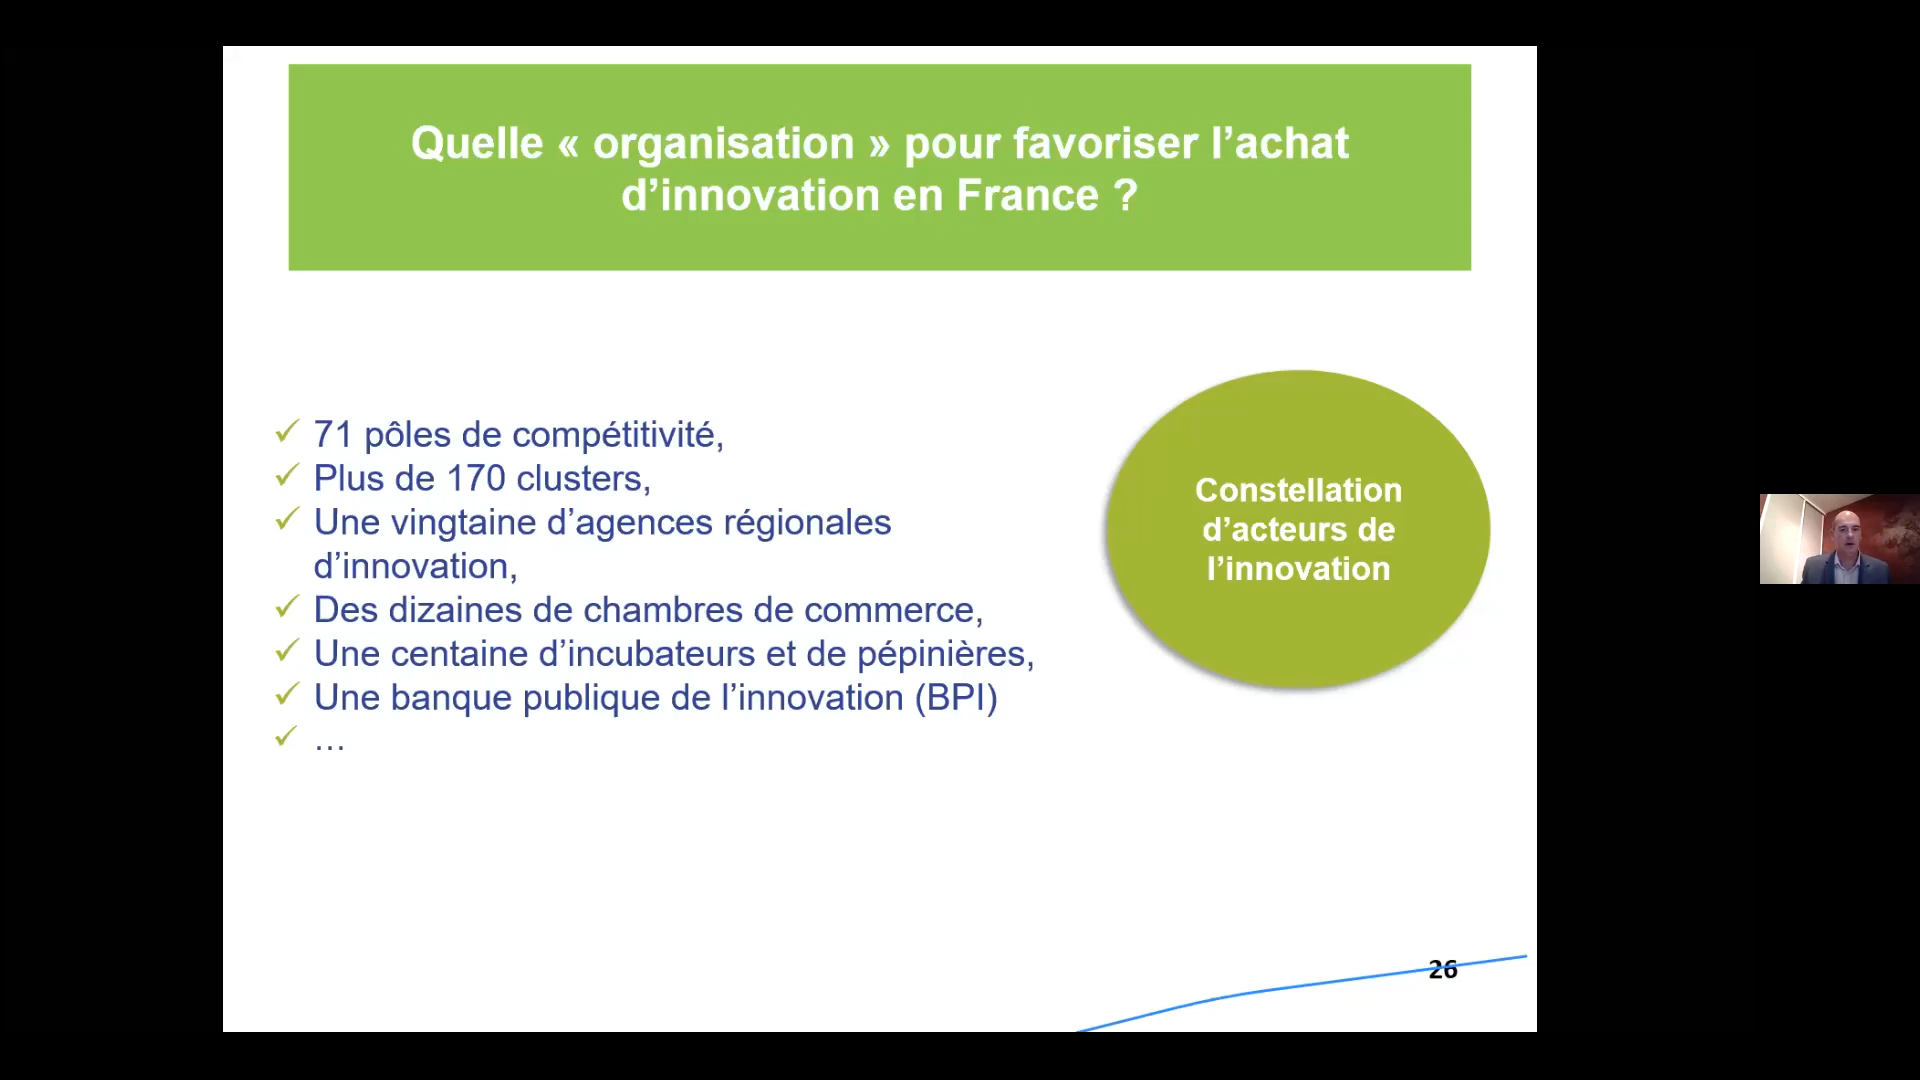 Quelle « organisation » pour favoriser l’achat
d’innovation en France ?
✓ 71 pôles de compétitivité,
✓ Plus de 170 clusters,
✓ Une vingtaine d’agences régionales
d’innovation,
✓ Des dizaines de chambres de commerce,
✓ Une centaine d’incubateurs et de pépinières,
✓ Une banque publique de l’innovation (BPI)
✓ …
Constellation
d’acteurs de
l’innovation
26